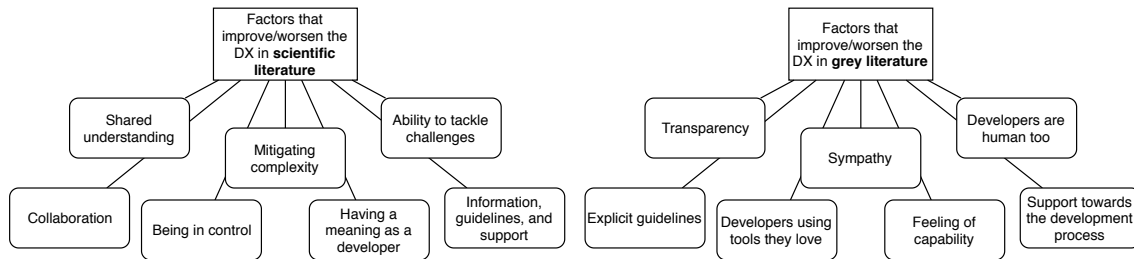 Factors that
improve/worsen the
DX in scientific
literature
Shared
understanding
Ability to tackle
challenges
Mitigating
complexity
Collaboration
Being in control
Having a
meaning as a
developer
Information,
guidelines, and
support
Factors that
improve/worsen the
DX in grey literature
Transparency
Developers are
human too
Sympathy
Explicit guidelines
Developers using
tools they love
Feeling of
capability
Support towards
the development
process